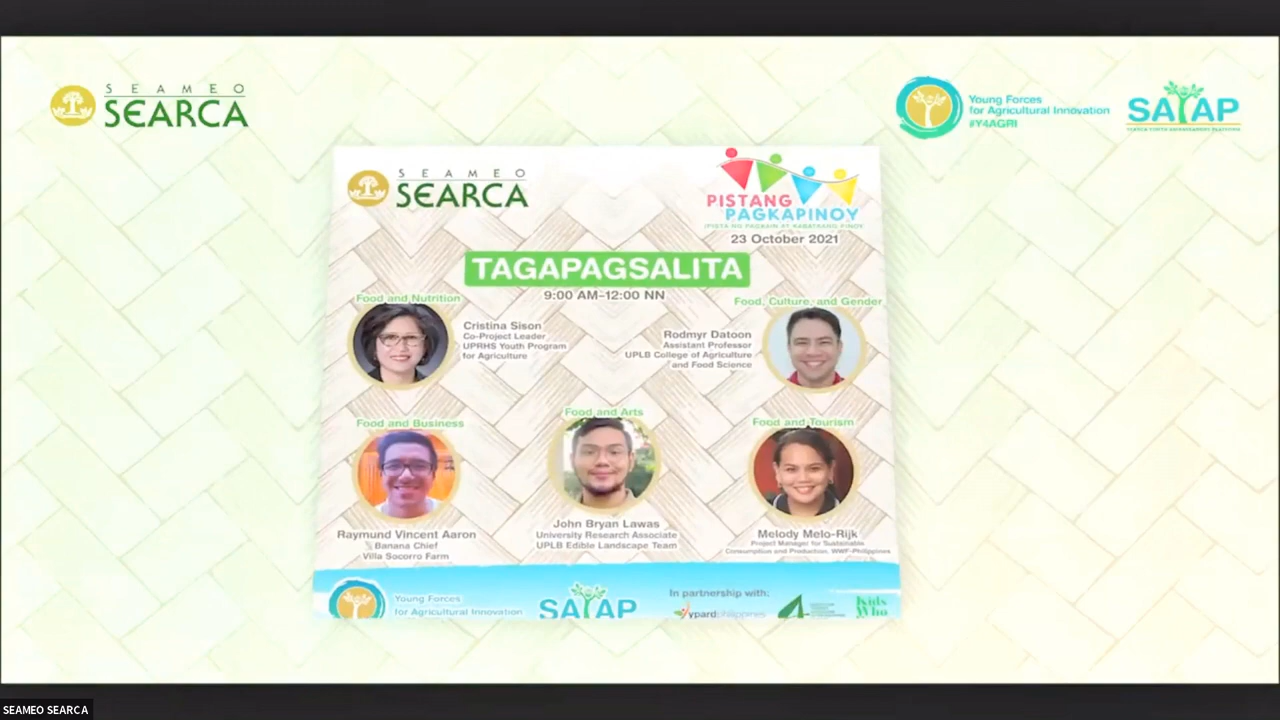 SEAMEO
SEARCA
Young Forces
for Agricultural Innovation
#Y4AGRI
SAYAP
SEAMEO
SEARCA
PISTANG
PAGKAPINOY
23 October 2021
TAGAPAGSALITA
9:00 AM-12:00 NN
Food and Nutrition
Cristina Sison
Co-Project Leader
UPRHS Youth Program
for Agriculture
Food, Culture, and Gender
Rodmyr Datoon
Assistant Professor
UPLB College of Agriculture
and Food Science
Food and Business
Raymund Vincent Aaron
Banana Chief
Villa Socorro Farm
Food and Arts
John Bryan Lawas
University Research Associate
UPLB Edible Landscape Team
Food and Tourism
Melody Melo-Rijk
Project Manager for Sustainable
Consumption and Production, WWF-Philippines
Young Forces
for Agricultural Innovation
SAYAP
In partnership with:
ypardphilippines
Kids
Who
SEAMEO SEARCA